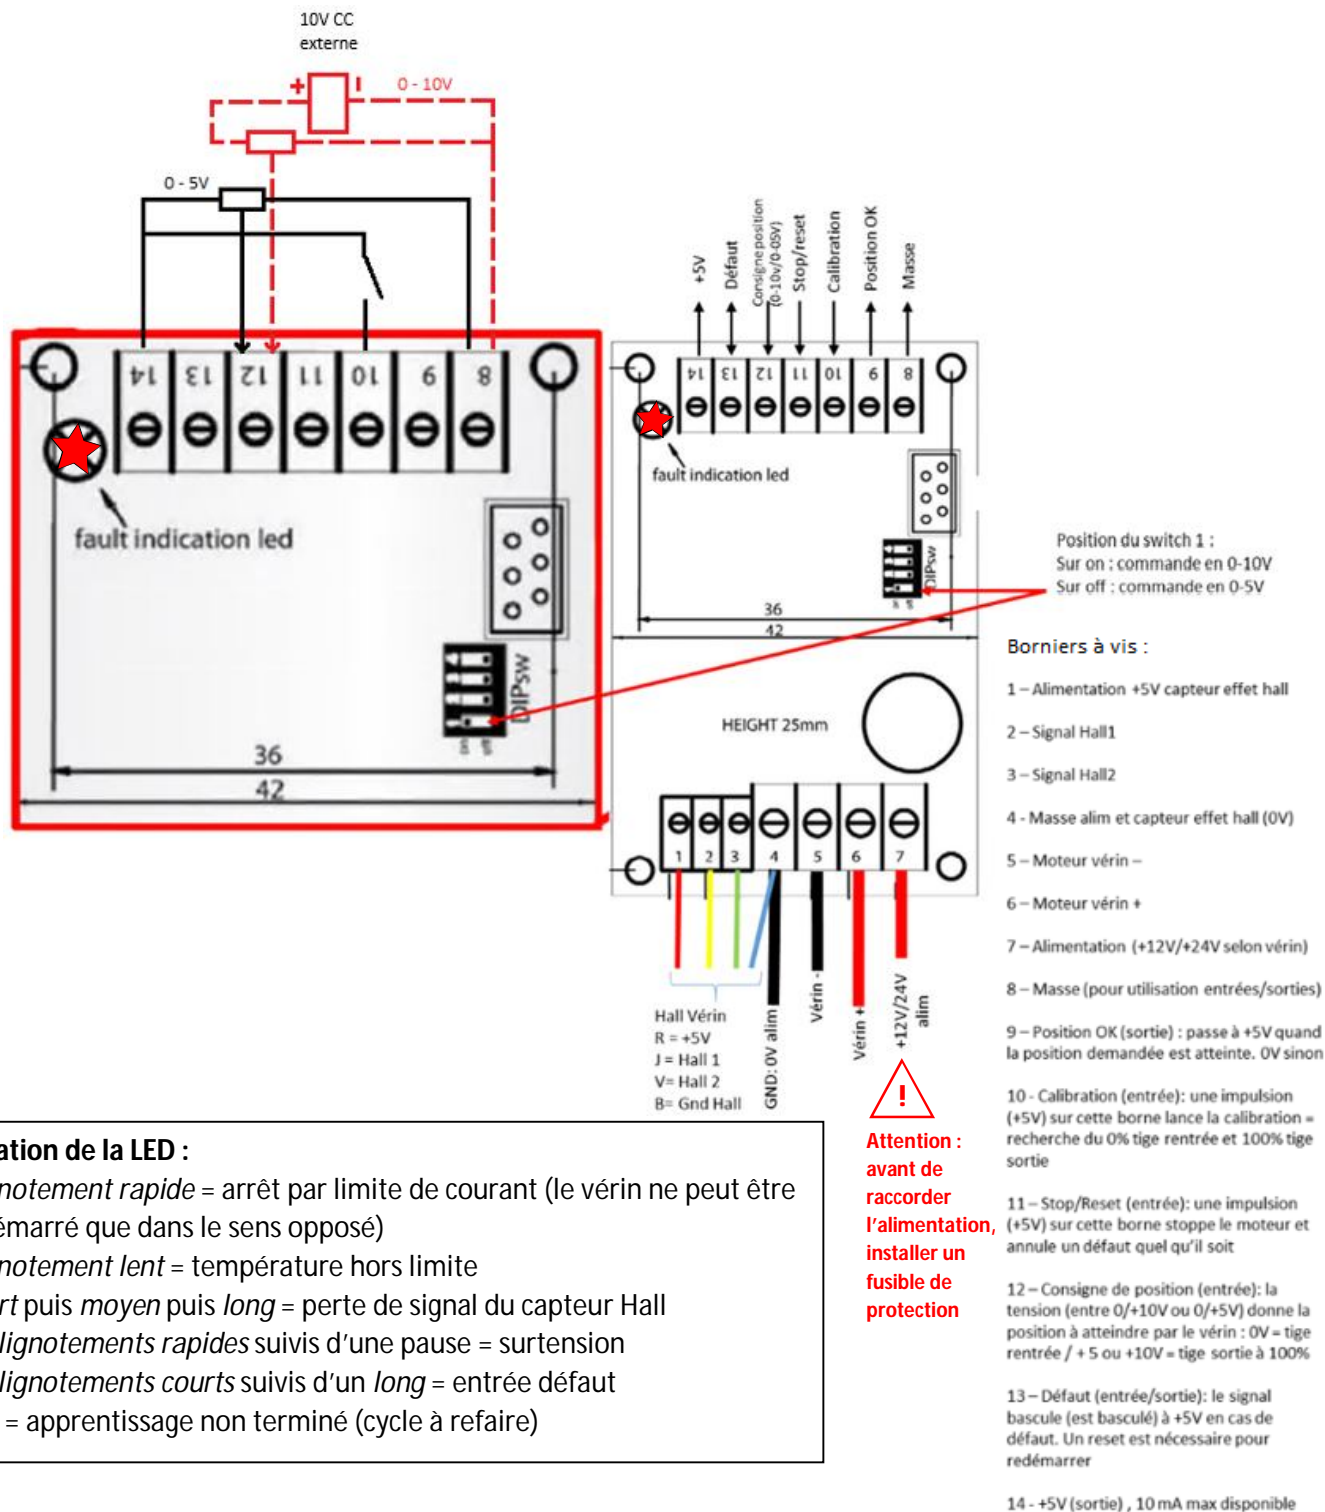 10V CC
externe
+
0 - 10V
0 - 5V
14
13
12
11
10
9
8
fault indication led
DIPsw
on off
36
42
+5V
Défaut
Consigne position
(0-10v/0-05V)
Stop/reset
Calibration
Position OK
Masse
14
13
12
11
10
9
8
fault indication led
DIPsw
36
42
HEIGHT 25mm
1
2
3
4
5
6
7
Hall Vérin
R = +5V
J = Hall 1
V= Hall 2
B= Gnd Hall
GND: 0V alim
Vérin -
Vérin +
+12V/24V
alim
!
Attention :
avant de
raccorder
l'alimentation,
installer un
fusible de
protection
Position du switch 1 :
Sur on : commande en 0-10V
Sur off : commande en 0-5V
Borniers à vis :
1 – Alimentation +5V capteur effet hall
2 – Signal Hall1
3 – Signal Hall2
4 - Masse alim et capteur effet hall (0V)
5 – Moteur vérin –
6 – Moteur vérin +
7 – Alimentation (+12V/+24V selon vérin)
8 – Masse (pour utilisation entrées/sorties)
9 – Position OK (sortie) : passe à +5V quand
la position demandée est atteinte. 0V sinon
10 - Calibration (entrée): une impulsion
(+5V) sur cette borne lance la calibration =
recherche du 0% tige rentrée et 100% tige
sortie
11 – Stop/Reset (entrée): une impulsion
(+5V) sur cette borne stoppe le moteur et
annule un défaut quel qu'il soit
12 – Consigne de position (entrée): la
tension (entre 0/+10V ou 0/+5V) donne la
position à atteindre par le vérin : 0V = tige
rentrée / + 5 ou +10V = tige sortie à 100%
13 – Défaut (entrée/sortie): le signal
bascule (est basculé) à +5V en cas de
défaut. Un reset est nécessaire pour
redémarrer
14 - +5V (sortie) , 10 mA max disponible
ation de la LED :
notement rapide = arrêt par limite de courant (le vérin ne peut être
émarré que dans le sens opposé)
notement lent = température hors limite
rt puis moyen puis long = perte de signal du capteur Hall
lignotements rapides suivis d'une pause = surtension
lignotements courts suivis d'un long = entrée défaut
= apprentissage non terminé (cycle à refaire)